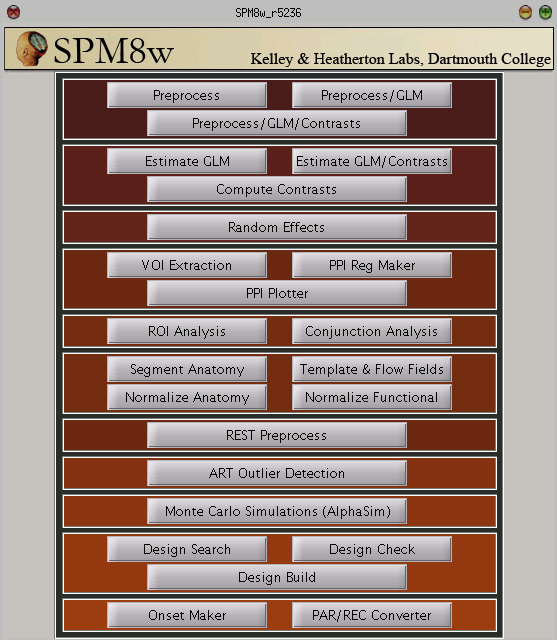 SPM8w_r5236
SPM8w
Kelley & Heatherton Labs, Dartmouth College
Preprocess
Preprocess/GLM
Preprocess/GLM/Contrasts
Estimate GLM
Estimate GLM/Contrasts
Compute Contrasts
Random Effects
VOI Extraction
PPI Reg Maker
PPI Plotter
ROI Analysis
Conjunction Analysis
Segment Anatomy
Template & Flow Fields
Normalize Anatomy
Normalize Functional
REST Preprocess
ART Outlier Detection
Monte Carlo Simulations (AlphaSim)
Design Search
Design Check
Design Build
Onset Maker
PAR/REC Converter